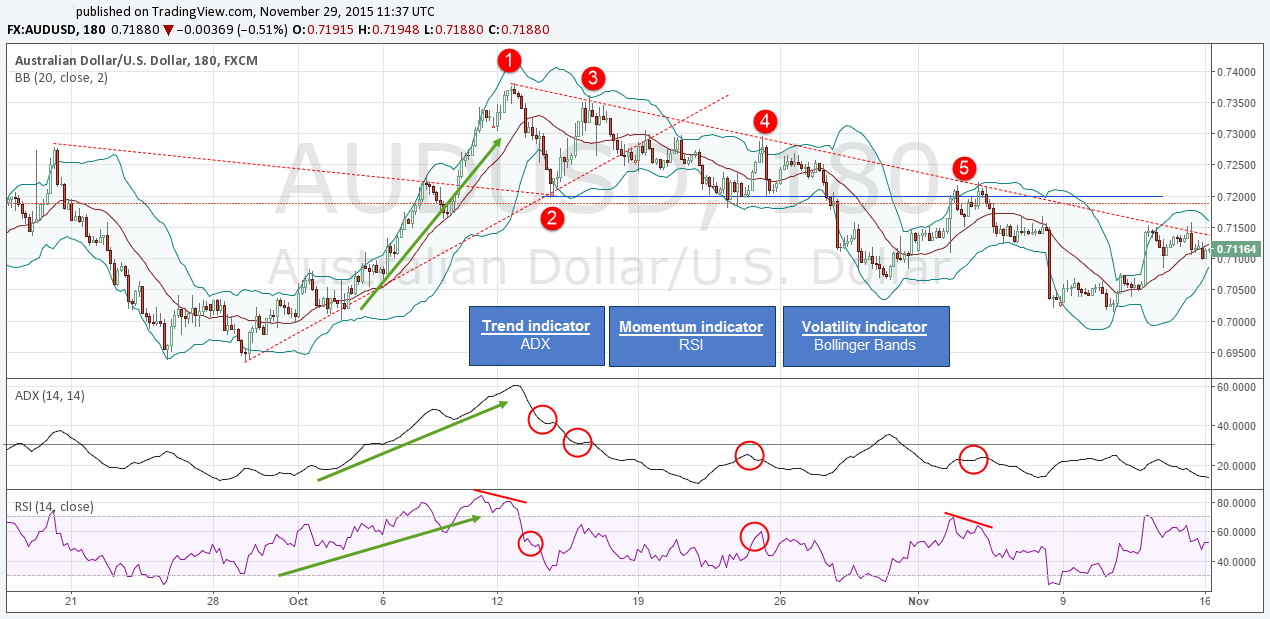 published on TradingView.com, November 29, 2015 11:37 UTC
FX:AUDUSD, 180 0.71880 ▼ −0.00369 (−0.51%) O:0.71915 H:0.71948 L:0.71880 C:0.71880
Australian Dollar/U.S. Dollar, 180, FXCM
BB (20, close, 2)
AUDUSD, 180
Australian Dollar/U.S. Dollar
1
2
3
4
5
0.74000
0.73500
0.73000
0.72500
0.72000
0.71500
0.71164
0.71000
0.70500
0.70000
0.69500
Trend indicator
ADX
Momentum indicator
RSI
Volatility indicator
Bollinger Bands
ADX (14, 14)
60.0000
40.0000
20.0000
RSI (14, close)
80.0000
60.0000
40.0000
21 28 Oct 6 12 19 26 Nov 9 16